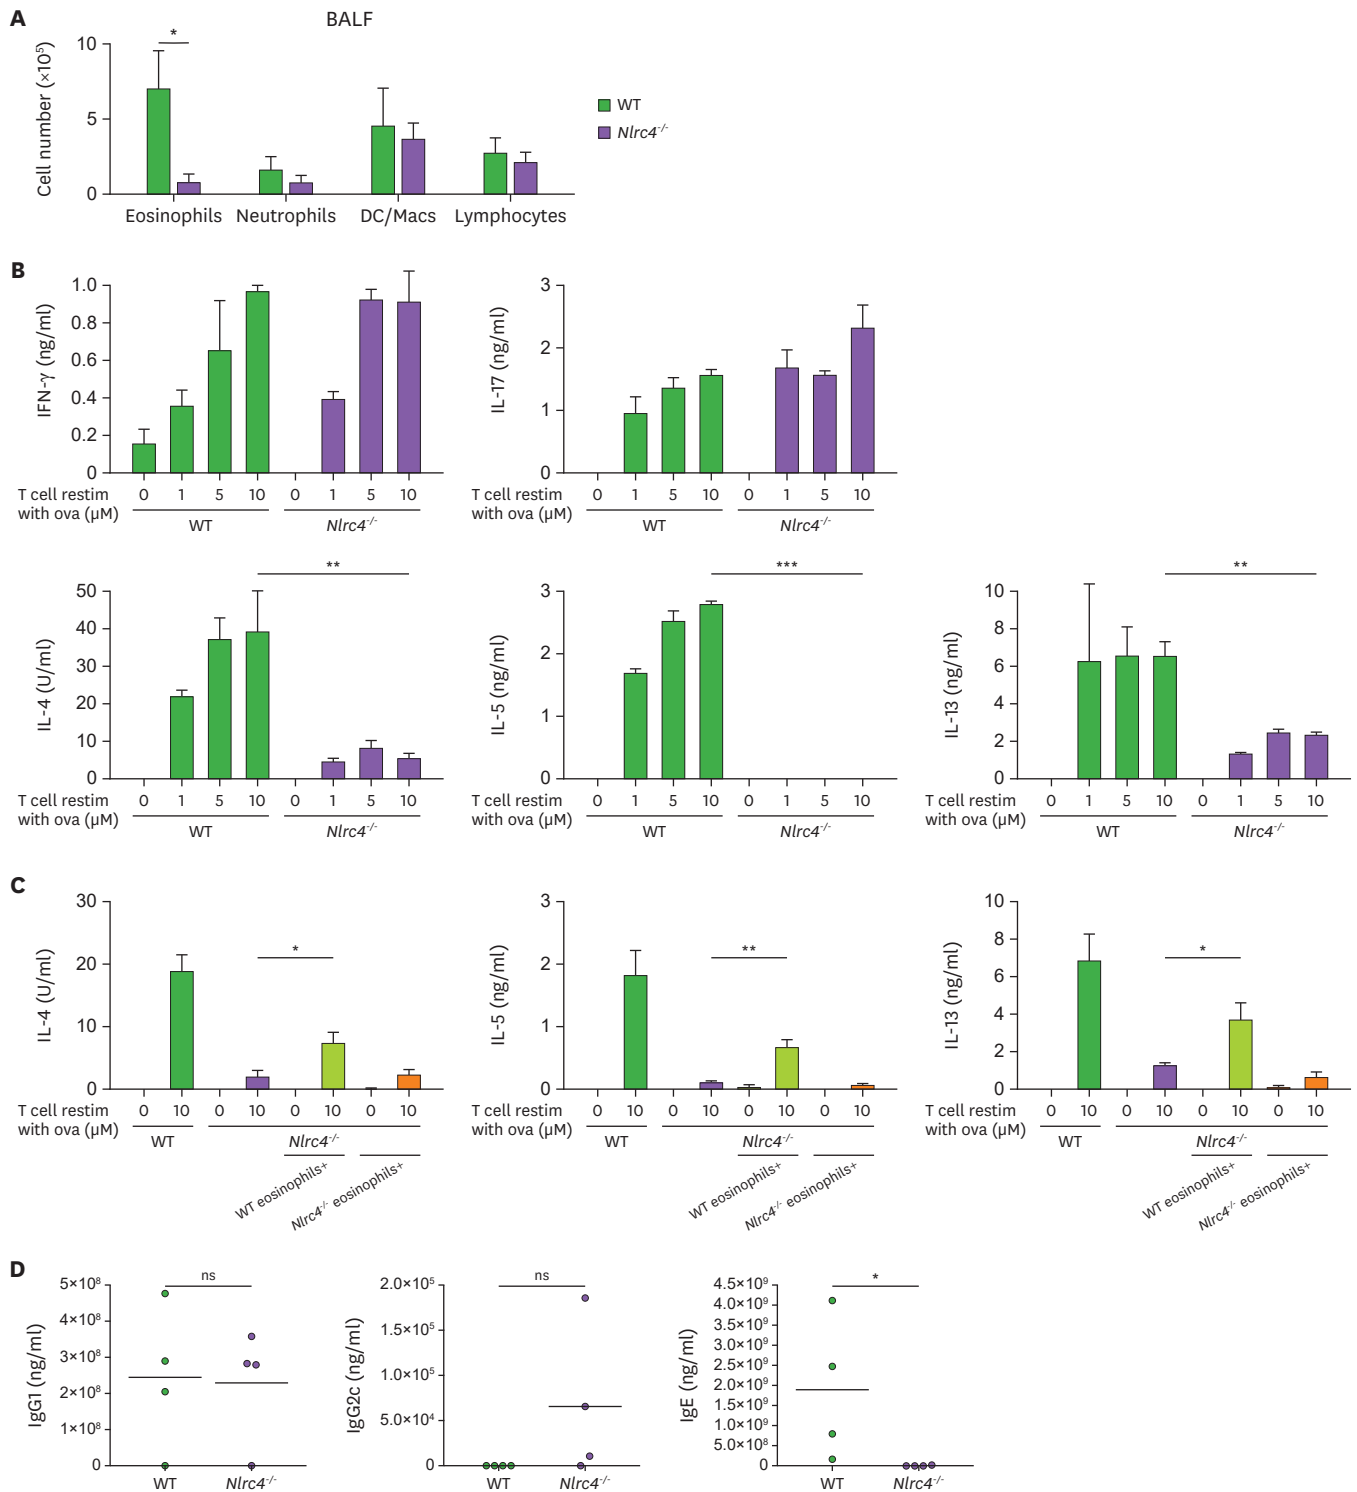 A
BALF
*
Cell number (×10⁵)
10
5
0
WT
Nlrc4⁻/⁻
Eosinophils Neutrophils DC/Macs Lymphocytes
B
IFN-γ (ng/ml)
1.0
0.8
0.6
0.4
0.2
0
T cell restim
with ova (μM)
0 1 5 10 0 1 5 10
WT Nlrc4⁻/⁻
IL-17 (ng/ml)
3
2
1
0
T cell restim
with ova (μM)
0 1 5 10 0 1 5 10
WT Nlrc4⁻/⁻
**
IL-4 (U/ml)
50
40
30
20
10
0
T cell restim
with ova (μM)
0 1 5 10 0 1 5 10
WT Nlrc4⁻/⁻
***
IL-5 (ng/ml)
3
2
1
0
T cell restim
with ova (μM)
0 1 5 10 0 1 5 10
WT Nlrc4⁻/⁻
**
IL-13 (ng/ml)
10
8
6
4
2
0
T cell restim
with ova (μM)
0 1 5 10 0 1 5 10
WT Nlrc4⁻/⁻
C
*
IL-4 (U/ml)
30
20
10
0
T cell restim
with ova (μM)
0 10 0 10 0 10 0 10
WT Nlrc4⁻/⁻
WT eosinophils+
Nlrc4⁻/⁻ eosinophils+
**
IL-5 (ng/ml)
3
2
1
0
T cell restim
with ova (μM)
0 10 0 10 0 10 0 10
WT Nlrc4⁻/⁻
WT eosinophils+
Nlrc4⁻/⁻ eosinophils+
*
IL-13 (ng/ml)
10
8
6
4
2
0
T cell restim
with ova (μM)
0 10 0 10 0 10 0 10
WT Nlrc4⁻/⁻
WT eosinophils+
Nlrc4⁻/⁻ eosinophils+
D
ns
IgG1 (ng/ml)
5×10⁸
4×10⁸
3×10⁸
2×10⁸
1×10⁸
0
WT Nlrc4⁻/⁻
ns
IgG2c (ng/ml)
2.0×10⁵
1.5×10⁵
1.0×10⁵
5.0×10⁴
0
WT Nlrc4⁻/⁻
*
IgE (ng/ml)
4.5×10⁹
4.0×10⁹
3.5×10⁹
3.0×10⁹
2.5×10⁹
2.0×10⁹
1.5×10⁹
1.0×10⁹
5.0×10⁸
0
WT Nlrc4⁻/⁻